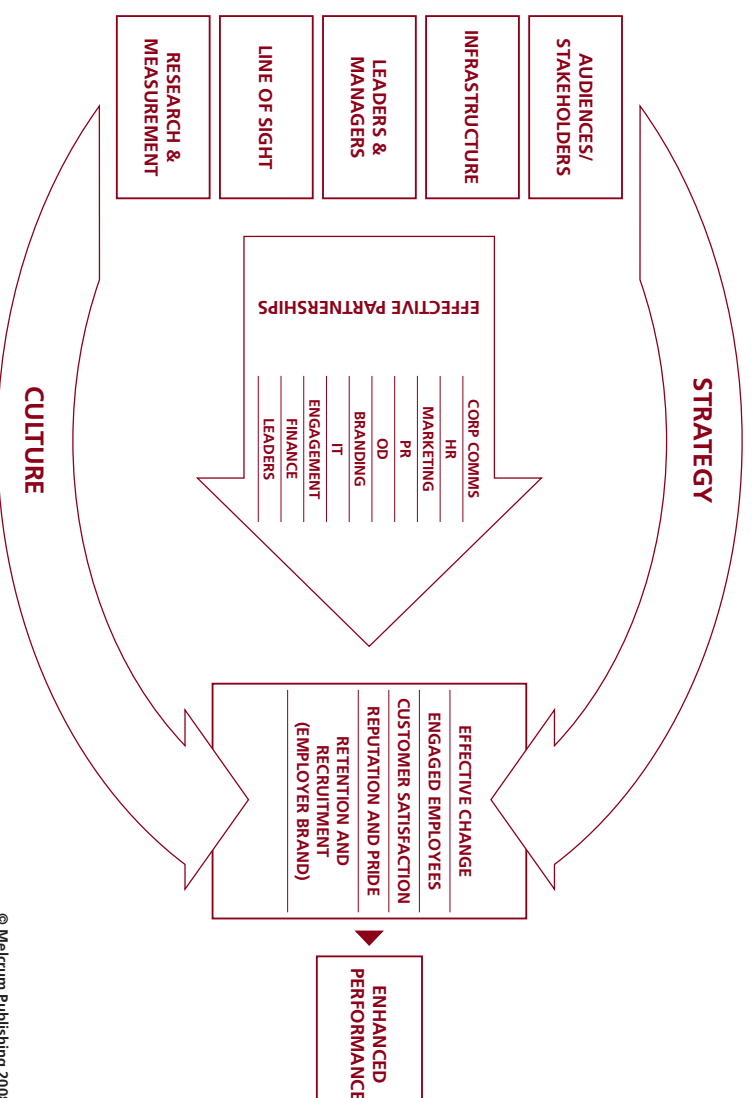 STRATEGY
AUDIENCES/
STAKEHOLDERS
INFRASTRUCTURE
LEADERS &
MANAGERS
LINE OF SIGHT
RESEARCH &
MEASUREMENT
EFFECTIVE PARTNERSHIPS
CORP COMMS
HR
MARKETING
PR
OD
BRANDING
IT
ENGAGEMENT
FINANCE
LEADERS
EFFECTIVE CHANGE
ENGAGED EMPLOYEES
CUSTOMER SATISFACTION
REPUTATION AND PRIDE
RETENTION AND
RECRUITMENT
(EMPLOYER BRAND)
ENHANCED
PERFORMANCE
CULTURE
© Melcrum Publishing